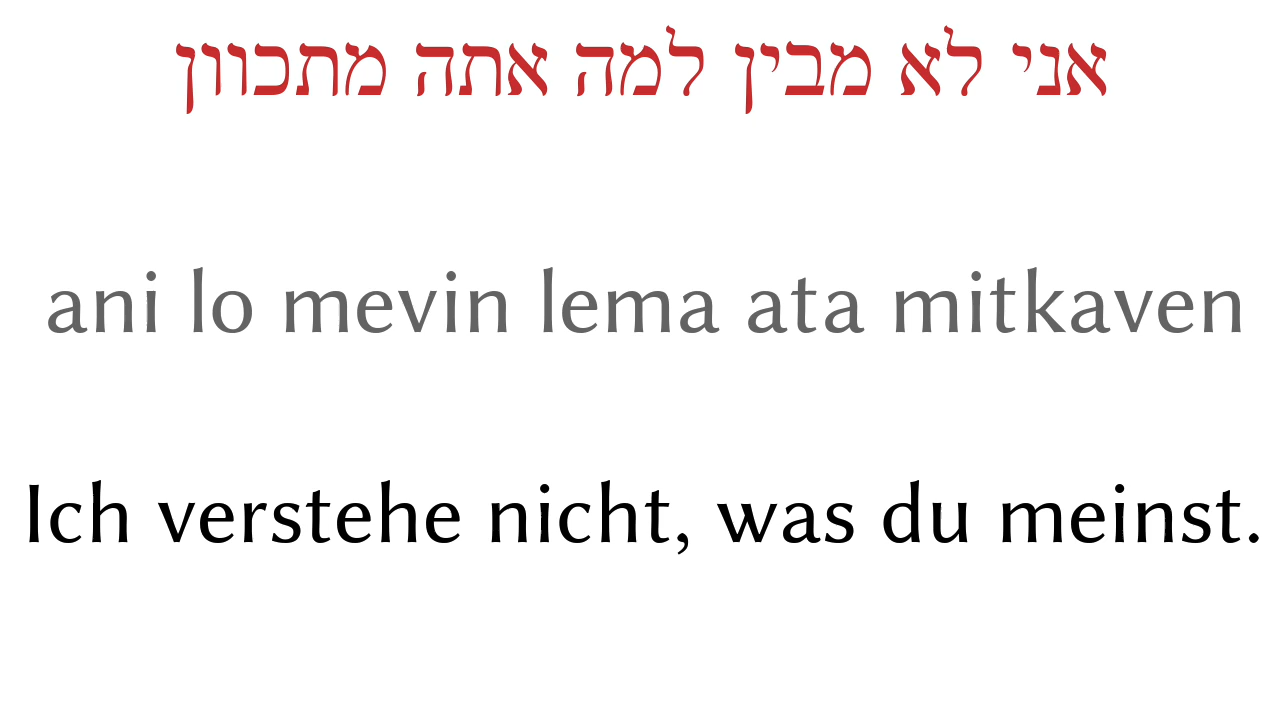 אני לא מבין למה אתה מתכוון
ani lo mevin lema ata mitkaven
Ich verstehe nicht, was du meinst.